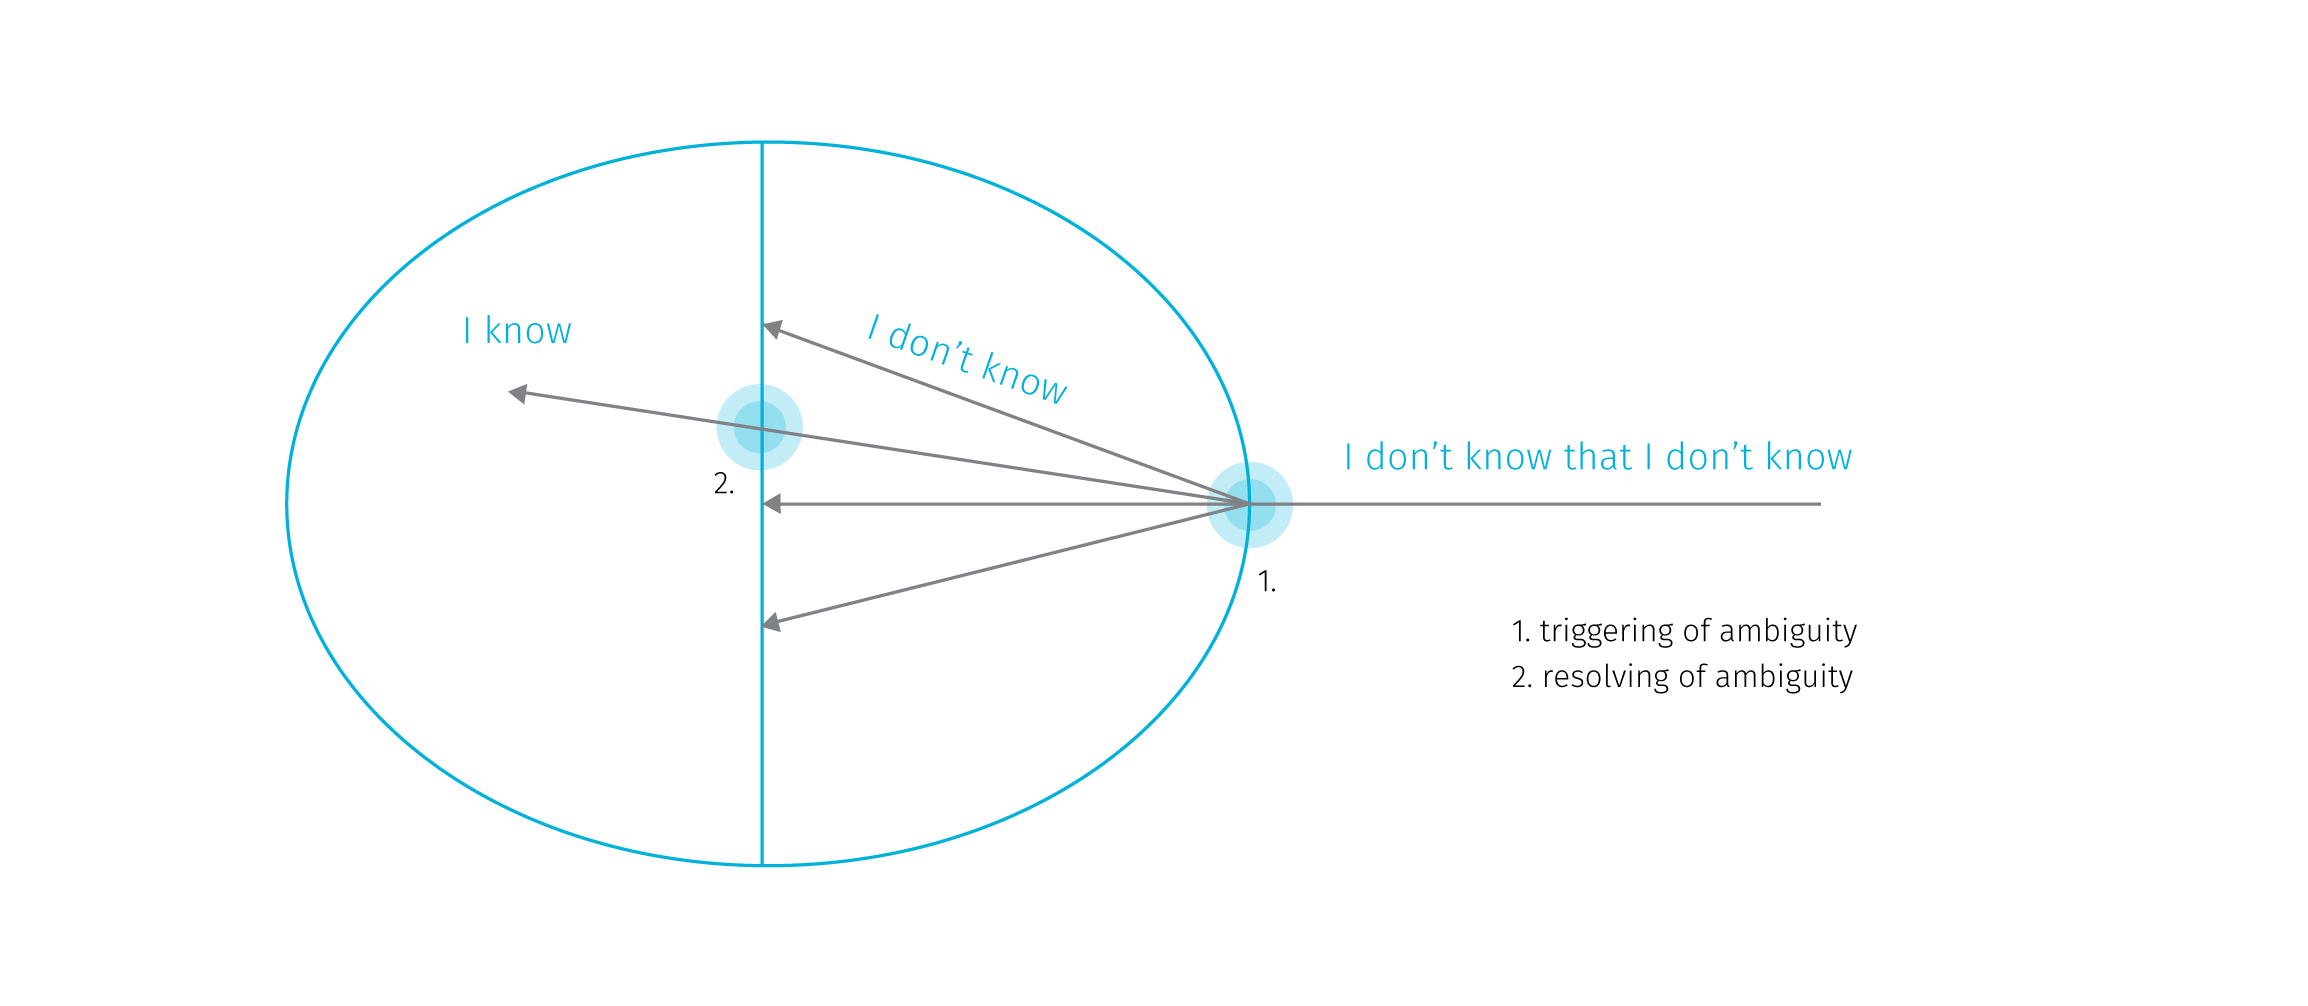 I know
I don’t know
I don’t know that I don’t know
2.
1.
1. triggering of ambiguity
2. resolving of ambiguity